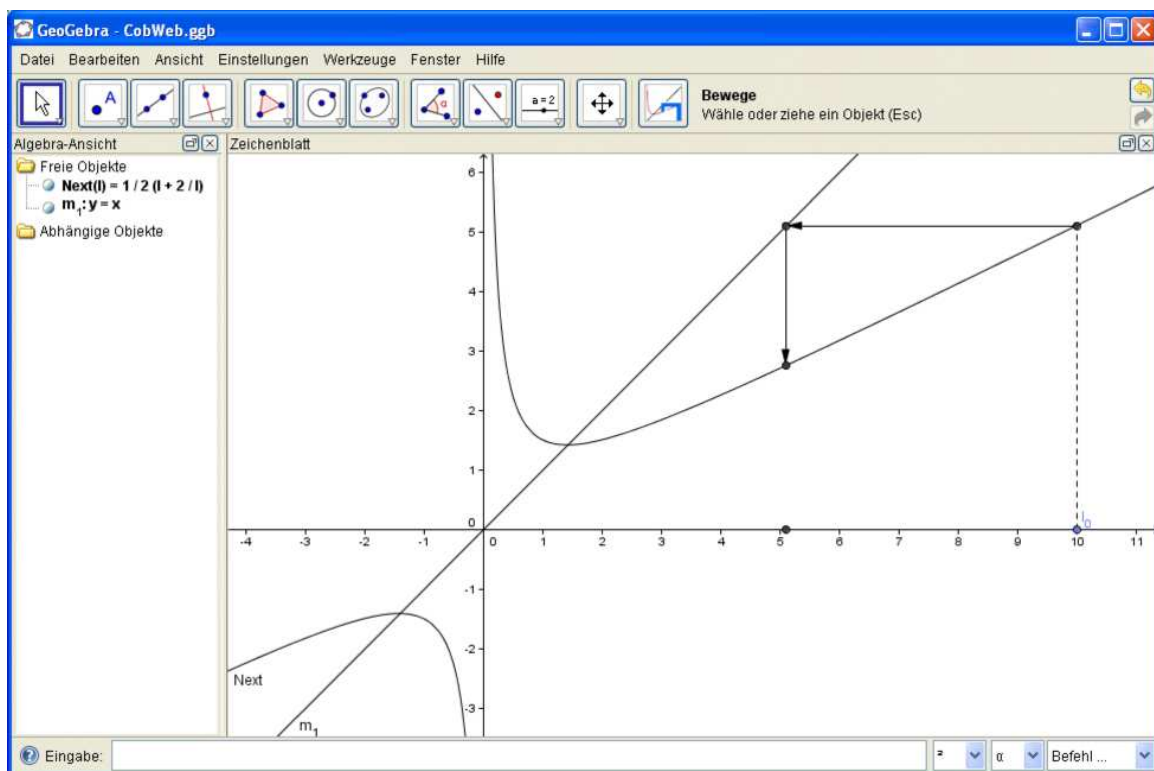 GeoGebra - CobWeb.ggb
Datei Bearbeiten Ansicht Einstellungen Werkzeuge Fenster Hilfe
A
α
a = 2
Bewege
Wähle oder ziehe ein Objekt (Esc)
Algebra-Ansicht
Zeichenblatt
Freie Objekte
Next(l) = 1 / 2 (l + 2 / l)
m₁: y = x
Abhängige Objekte
6
5
4
3
2
1
0
-4 -3 -2 -1 0 1 2 3 4 5 6 7 8 9 10 11
l₀
-1
-2
-3
Next
m₁
Eingabe:
²
α
Befehl ...